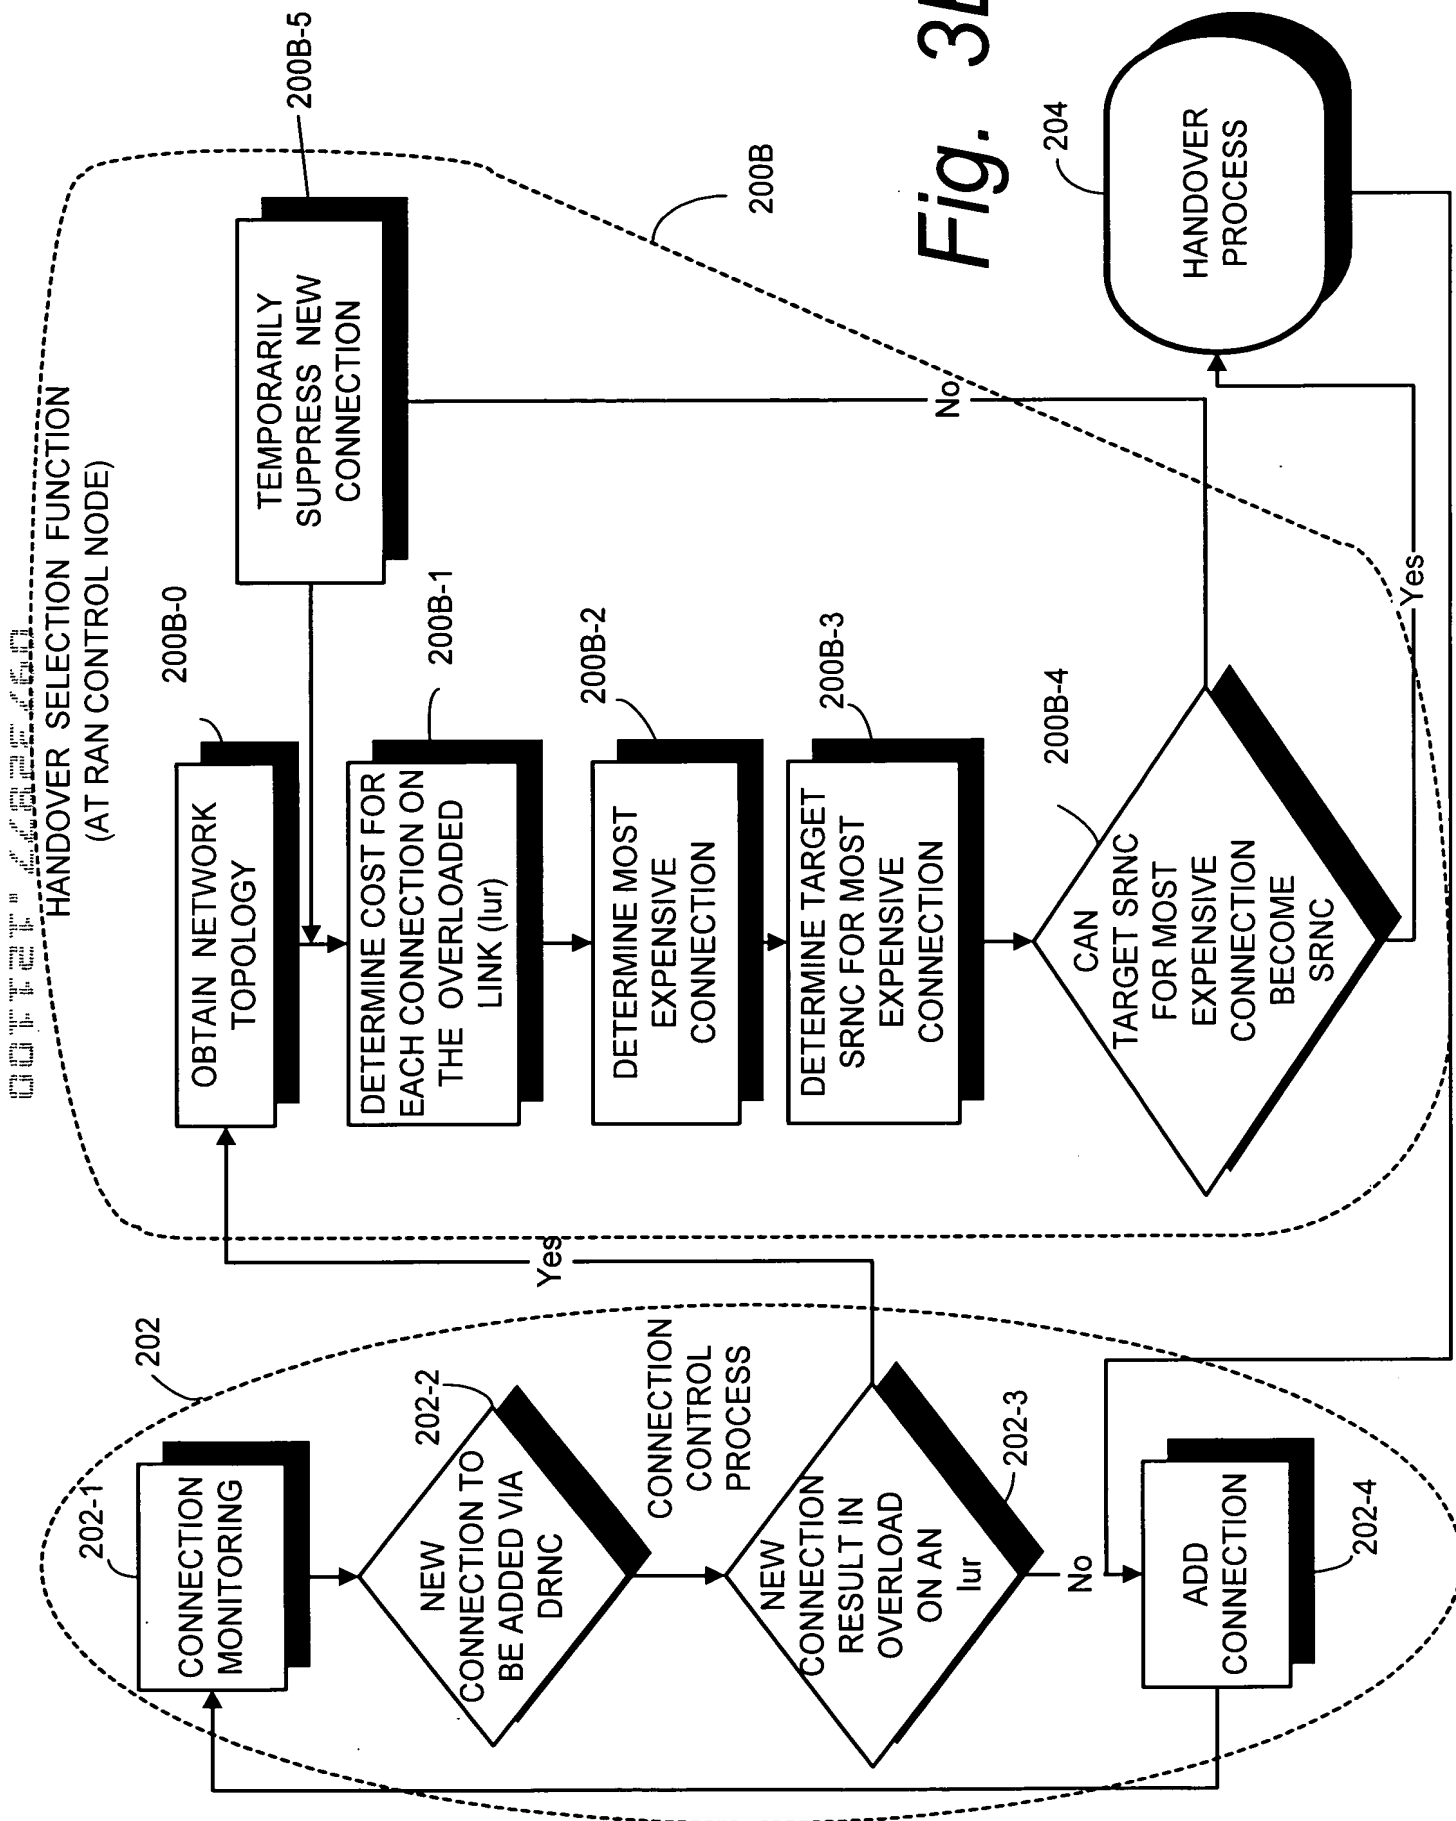 HANDOVER SELECTION FUNCTION
(AT RAN CONTROL NODE)
202
202-1
CONNECTION
MONITORING
202-2
NEW
CONNECTION TO
BE ADDED VIA
DRNC
CONNECTION
CONTROL
PROCESS
NEW
CONNECTION
RESULT IN
OVERLOAD
ON AN
Iur
202-3
Yes
No
ADD
CONNECTION
202-4
200B-0
OBTAIN NETWORK
TOPOLOGY
200B-1
DETERMINE COST FOR
EACH CONNECTION ON
THE OVERLOADED
LINK (Iur)
200B-2
DETERMINE MOST
EXPENSIVE
CONNECTION
200B-3
DETERMINE TARGET
SRNC FOR MOST
EXPENSIVE
CONNECTION
200B-4
CAN
TARGET SRNC
FOR MOST
EXPENSIVE
CONNECTION
BECOME
SRNC
Yes
No
200B-5
TEMPORARILY
SUPPRESS NEW
CONNECTION
200B
204
HANDOVER
PROCESS
Fig. 3B